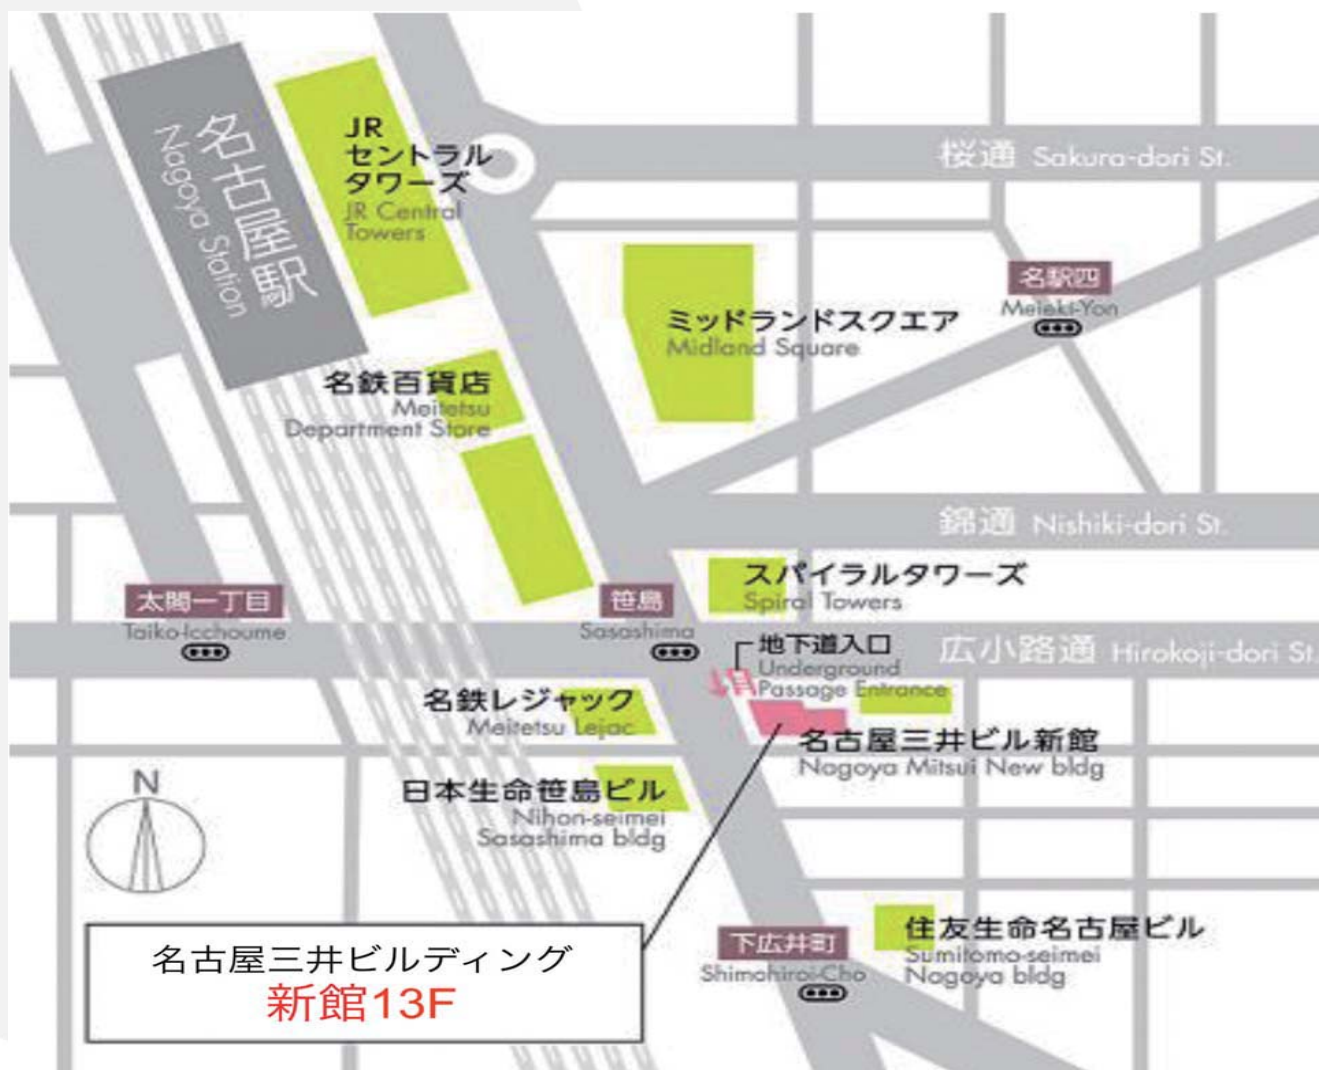 名古屋駅
Nagoya Station
JR
セントラル
タワーズ
JR Central
Towers
桜通 Sakura-dori St.
名駅四
Meieki-Yon
ミッドランドスクエア
Midland Square
名鉄百貨店
Meitetsu
Department Store
錦通 Nishiki-dori St.
スパイラルタワーズ
Spiral Towers
太閤一丁目
Taiko-Icchoume
笹島
Sasashima
地下道入口
Underground
Passage Entrance
広小路通 Hirokoji-dori St.
名鉄レジャック
Meitetsu Lejac
名古屋三井ビル新館
Nagoya Mitsui New bldg
日本生命笹島ビル
Nihon-seimei
Sasashima bldg
N
下広井町
Shimohiroi-Cho
住友生命名古屋ビル
Sumitomo-seimei
Nagoya bldg
名古屋三井ビルディング
新館13F